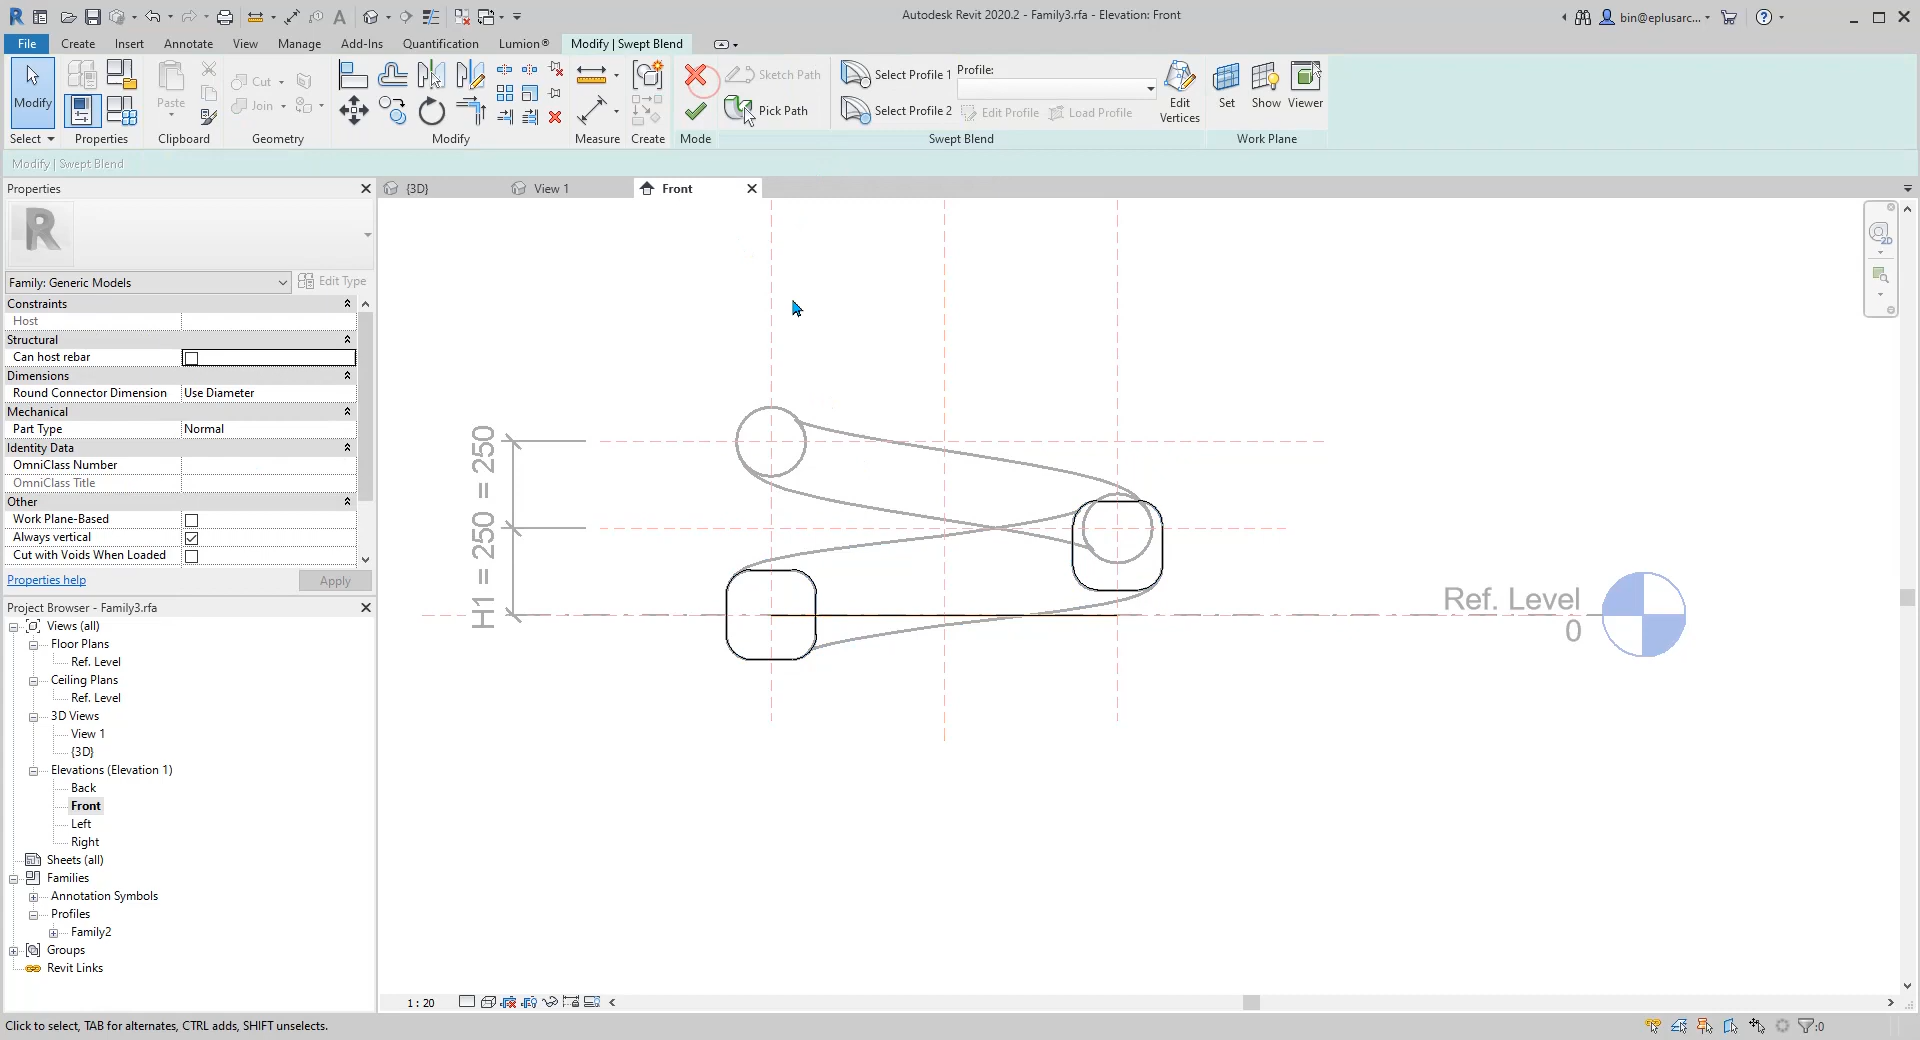 Autodesk Revit 2020.2 - Family3.rfa - Elevation: Front
bin@eplusarc...
File Create Insert Annotate View Manage Add-Ins Quantification Lumion® Modify | Swept Blend
Modify
Paste
Cut
Join
Sketch Path
Pick Path
Select Profile 1
Select Profile 2
Profile:
Edit Profile
Load Profile
Edit Vertices
Set
Show
Viewer
Select Properties Clipboard Geometry Modify Measure Create Mode Swept Blend Work Plane
Modify | Swept Blend
Properties
{3D}
View 1
Front
R
Family: Generic Models
Edit Type
Constraints
Host
Structural
Can host rebar
Dimensions
Round Connector Dimension Use Diameter
Mechanical
Part Type Normal
Identity Data
OmniClass Number
OmniClass Title
Other
Work Plane-Based
Always vertical
Cut with Voids When Loaded
Properties help
Apply
Project Browser - Family3.rfa
Views (all)
Floor Plans
Ref. Level
Ceiling Plans
Ref. Level
3D Views
View 1
{3D}
Elevations (Elevation 1)
Back
Front
Left
Right
Sheets (all)
Families
Annotation Symbols
Profiles
Family2
Groups
Revit Links
= 250
H1 = 250
Ref. Level
0
2D
1 : 20
Click to select, TAB for alternates, CTRL adds, SHIFT unselects.
:0